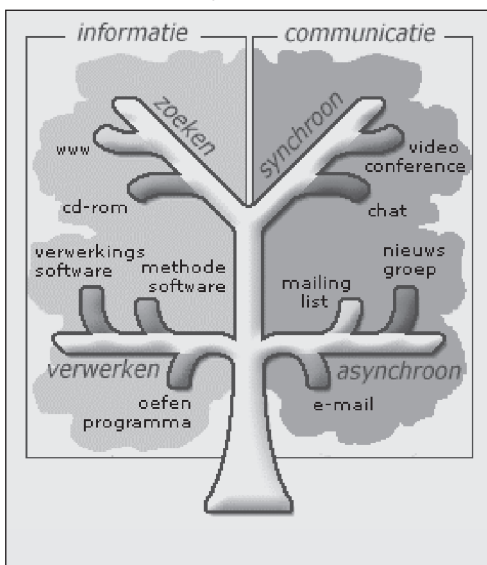 informatie
communicatie
zoeken
synchroon
www
video
conference
cd-rom
chat
verwerkings
software
methode
software
mailing
list
nieuws
groep
verwerken
asynchroon
oefen
programma
e-mail